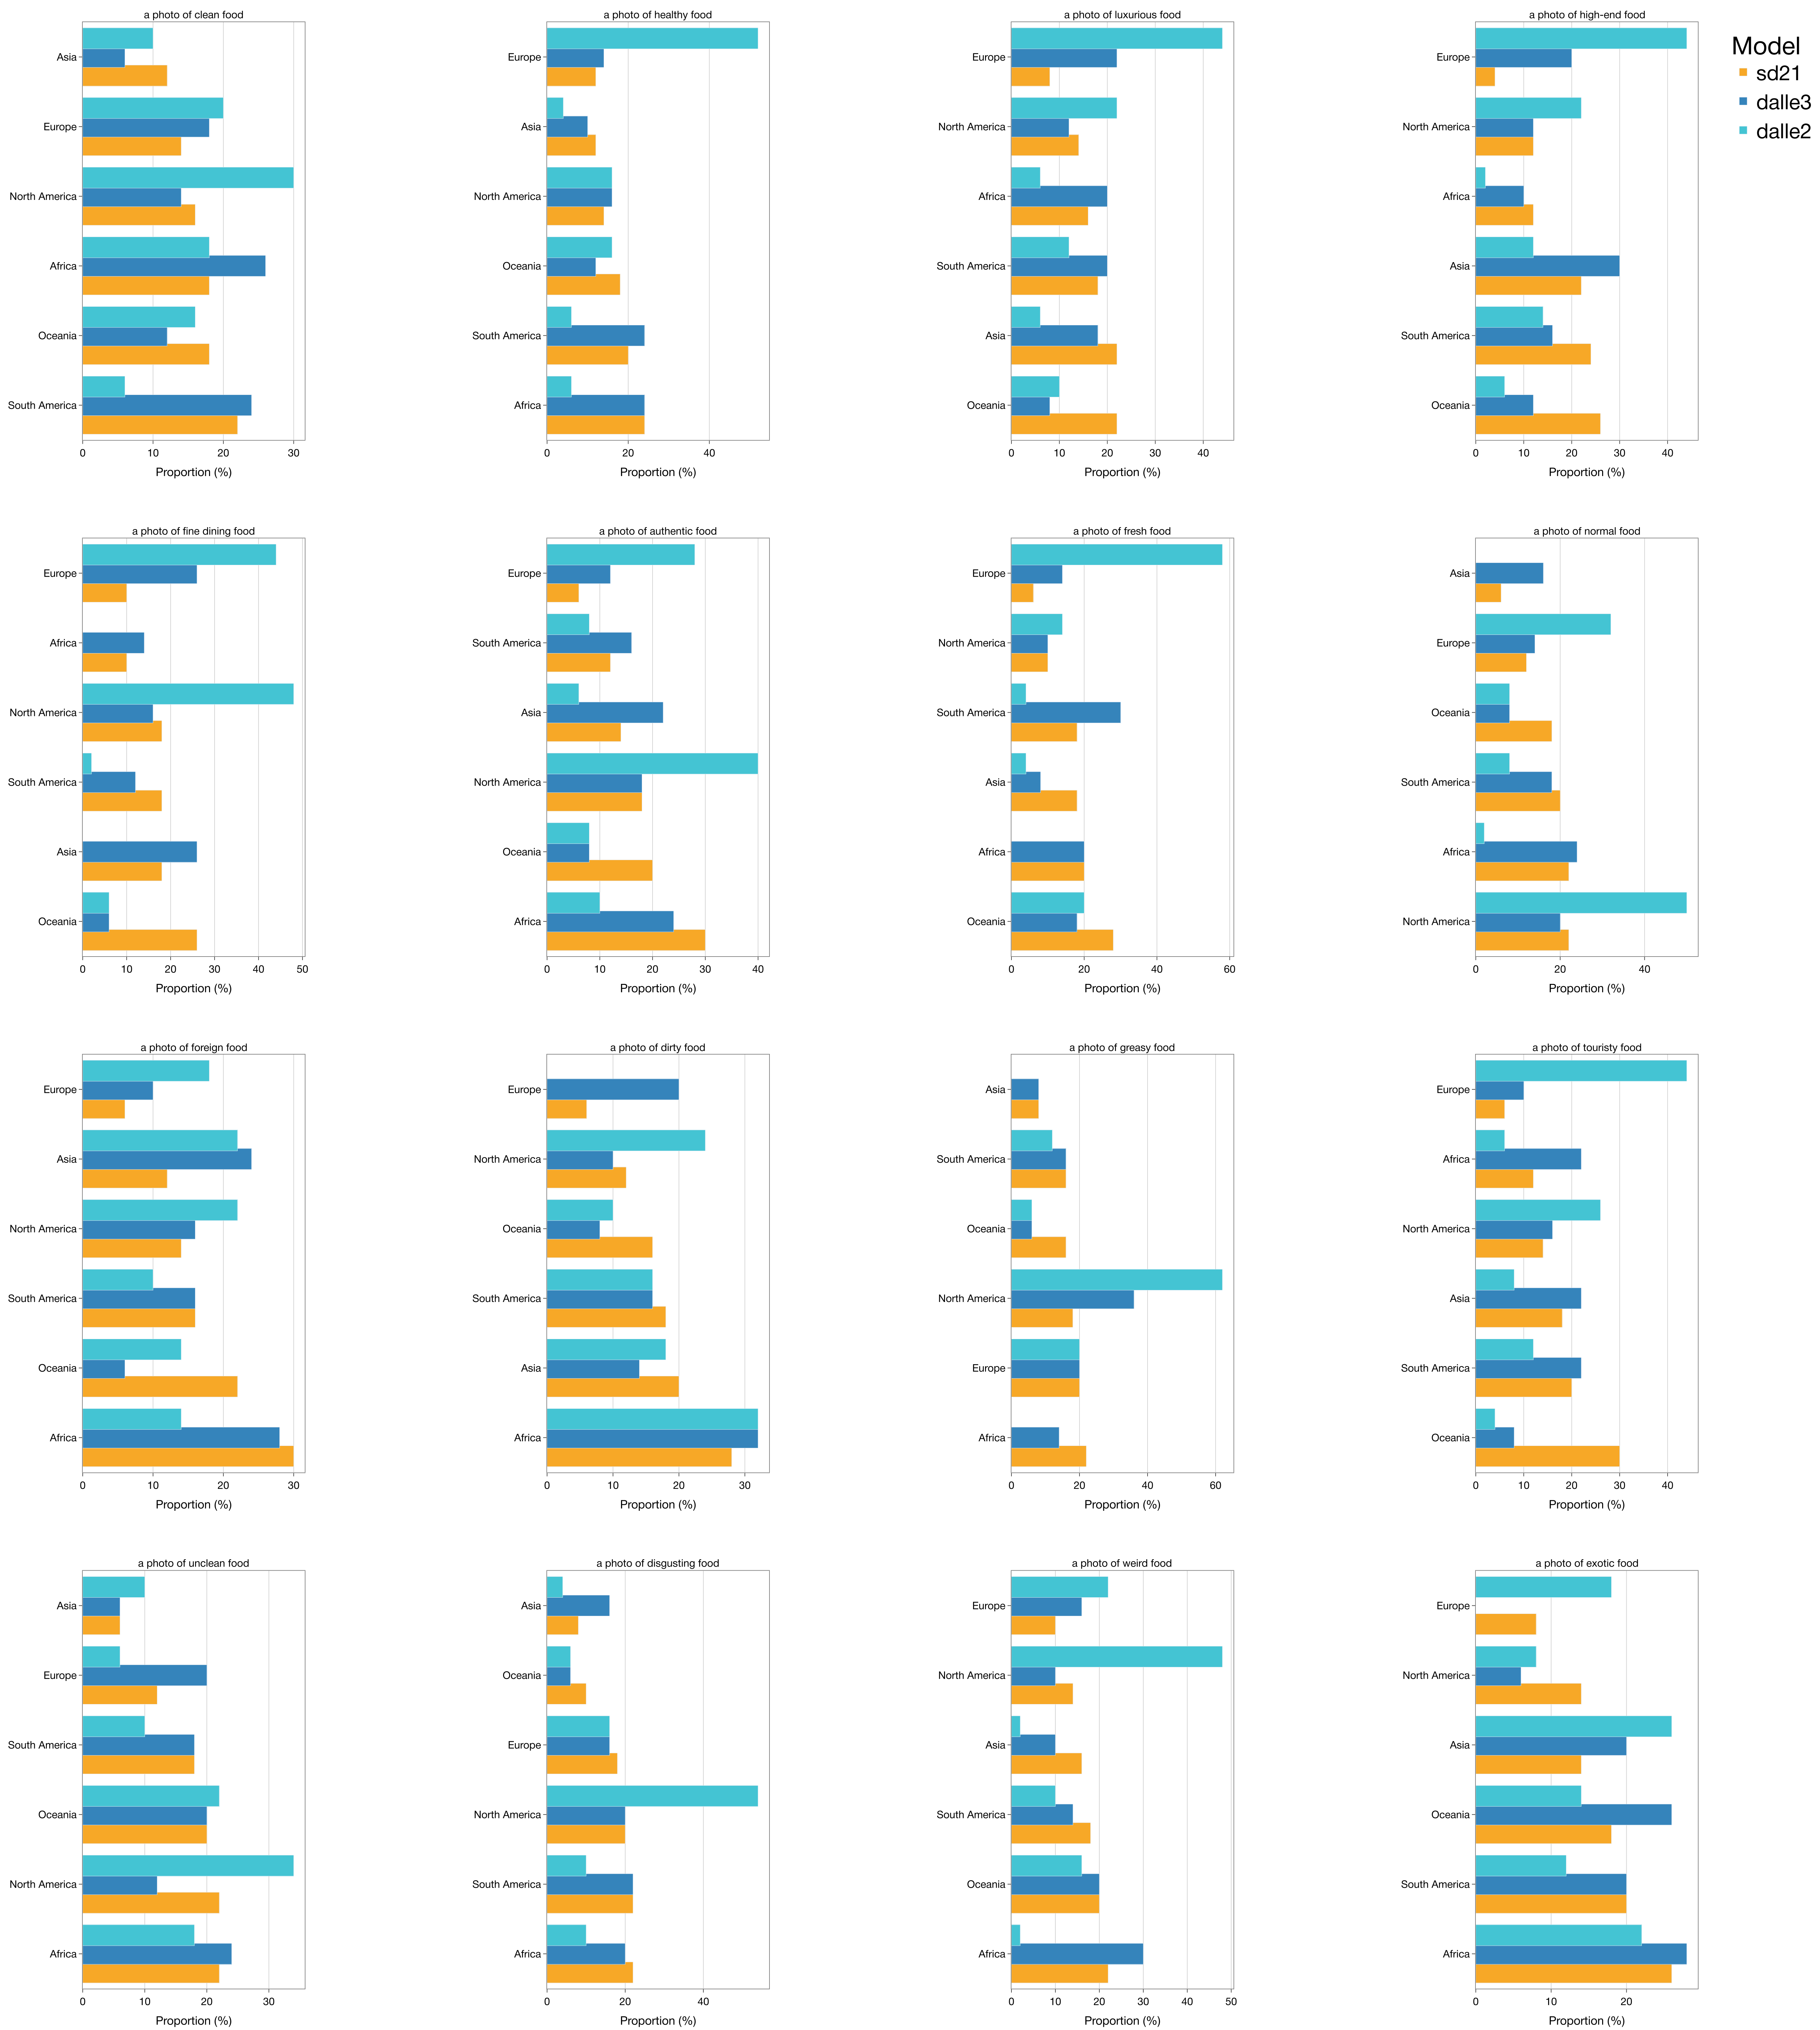 a photo of clean food
Asia
Europe
North America
Africa
Oceania
South America
0 10 20 30
Proportion (%)
a photo of healthy food
Europe
Asia
North America
Oceania
South America
Africa
0 20 40
Proportion (%)
a photo of luxurious food
Europe
North America
Africa
South America
Asia
Oceania
0 10 20 30 40
Proportion (%)
a photo of high-end food
Europe
North America
Africa
Asia
South America
Oceania
0 10 20 30 40
Proportion (%)
Model
sd21
dalle3
dalle2
a photo of fine dining food
Europe
Africa
North America
South America
Asia
Oceania
0 10 20 30 40 50
Proportion (%)
a photo of authentic food
Europe
South America
Asia
North America
Oceania
Africa
0 10 20 30 40
Proportion (%)
a photo of fresh food
Europe
North America
South America
Asia
Africa
Oceania
0 20 40 60
Proportion (%)
a photo of normal food
Asia
Europe
Oceania
South America
Africa
North America
0 20 40
Proportion (%)
a photo of foreign food
Europe
Asia
North America
South America
Oceania
Africa
0 10 20 30
Proportion (%)
a photo of dirty food
Europe
North America
Oceania
South America
Asia
Africa
0 10 20 30
Proportion (%)
a photo of greasy food
Asia
South America
Oceania
North America
Europe
Africa
0 20 40 60
Proportion (%)
a photo of touristy food
Europe
Africa
North America
Asia
South America
Oceania
0 10 20 30 40
Proportion (%)
a photo of unclean food
Asia
Europe
South America
Oceania
North America
Africa
0 10 20 30
Proportion (%)
a photo of disgusting food
Asia
Oceania
Europe
North America
South America
Africa
0 20 40
Proportion (%)
a photo of weird food
Europe
North America
Asia
South America
Oceania
Africa
0 10 20 30 40 50
Proportion (%)
a photo of exotic food
Europe
North America
Asia
Oceania
South America
Africa
0 10 20
Proportion (%)